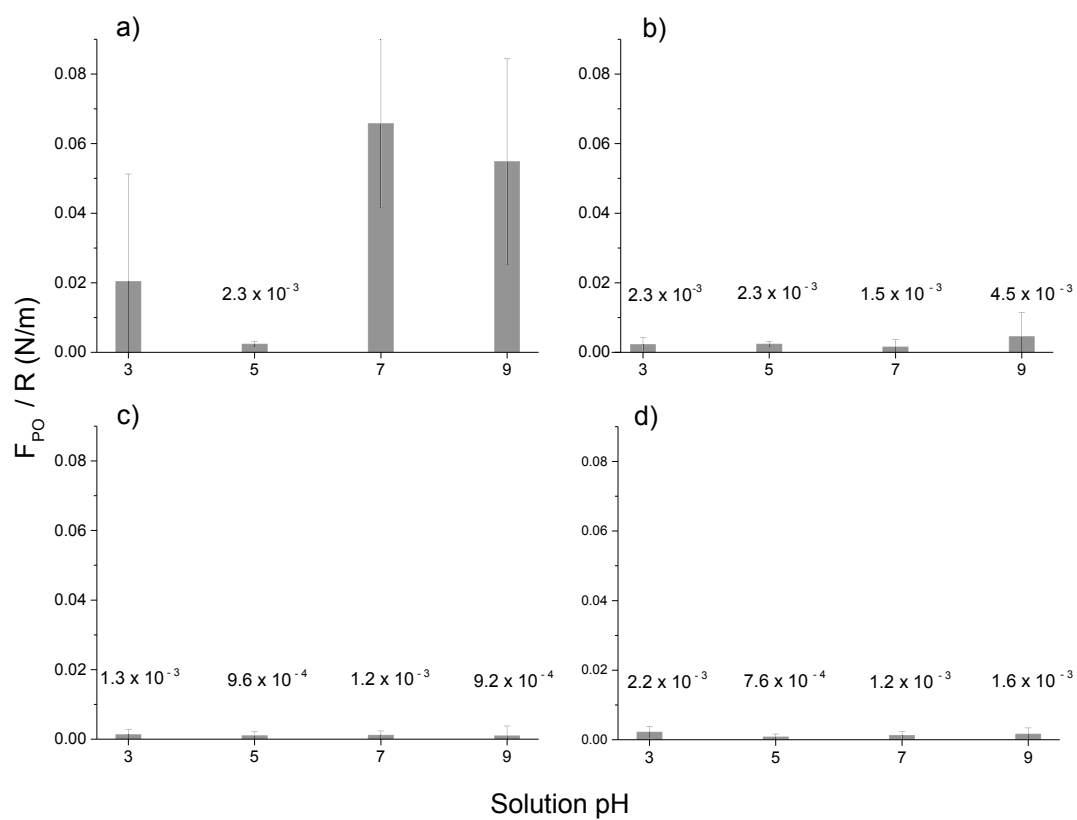 a)
0.08
0.06
0.04
0.02
0.00
2.3 x 10⁻³
3 5 7 9
b)
0.08
0.06
0.04
0.02
0.00
2.3 x 10⁻³ 2.3 x 10⁻³ 1.5 x 10⁻³ 4.5 x 10⁻³
3 5 7 9
F_PO / R (N/m)
c)
0.08
0.06
0.04
0.02
0.00
1.3 x 10⁻³ 9.6 x 10⁻⁴ 1.2 x 10⁻³ 9.2 x 10⁻⁴
3 5 7 9
d)
0.08
0.06
0.04
0.02
0.00
2.2 x 10⁻³ 7.6 x 10⁻⁴ 1.2 x 10⁻³ 1.6 x 10⁻³
3 5 7 9
Solution pH